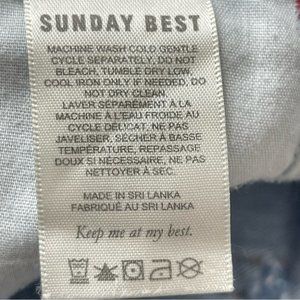 SUNDAY BEST
MACHINE WASH COLD GENTLE
CYCLE SEPARATELY, DO NOT
BLEACH, TUMBLE DRY LOW,
COOL IRON ONLY IF NEEDED, DO
NOT DRY CLEAN
LAVER SÉPARÉMENT À LA
MACHINE À L'EAU FROIDE AU
CYCLE DÉLICAT, NE PAS
JAVELISER, SÉCHER À BASSE
TEMPÉRATURE, REPASSAGE
DOUX SI NÉCESSAIRE, NE PAS
NETTOYER À SEC
MADE IN SRI LANKA
FABRIQUÉ AU SRI LANKA
Keep me at my best.